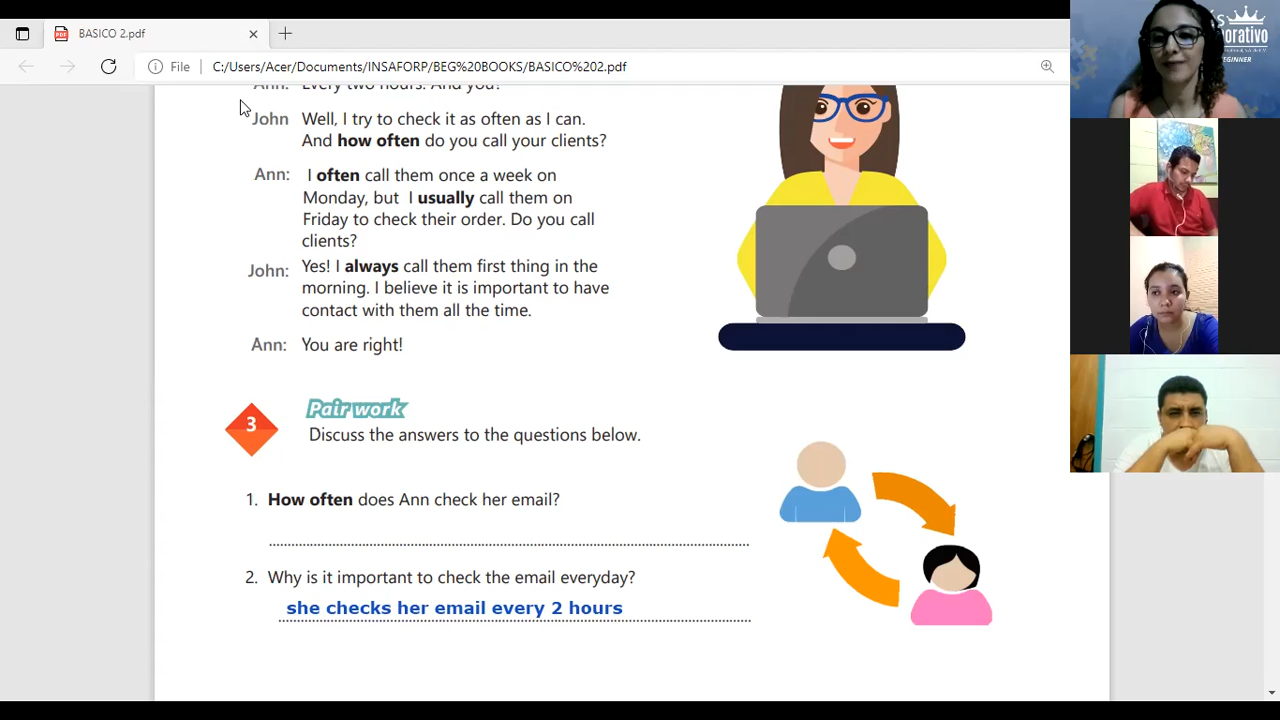 BASICO 2.pdf
File
C:/Users/Acer/Documents/INSAFORP/BEG%20BOOKS/BASICO%202.pdf
Ann: Every two hours. And you?
John Well, I try to check it as often as I can.
And how often do you call your clients?
Ann: I often call them once a week on
Monday, but I usually call them on
Friday to check their order. Do you call
clients?
John: Yes! I always call them first thing in the
morning. I believe it is important to have
contact with them all the time.
Ann: You are right!
3
Pair work
Discuss the answers to the questions below.
1. How often does Ann check her email?
2. Why is it important to check the email everyday?
she checks her email every 2 hours